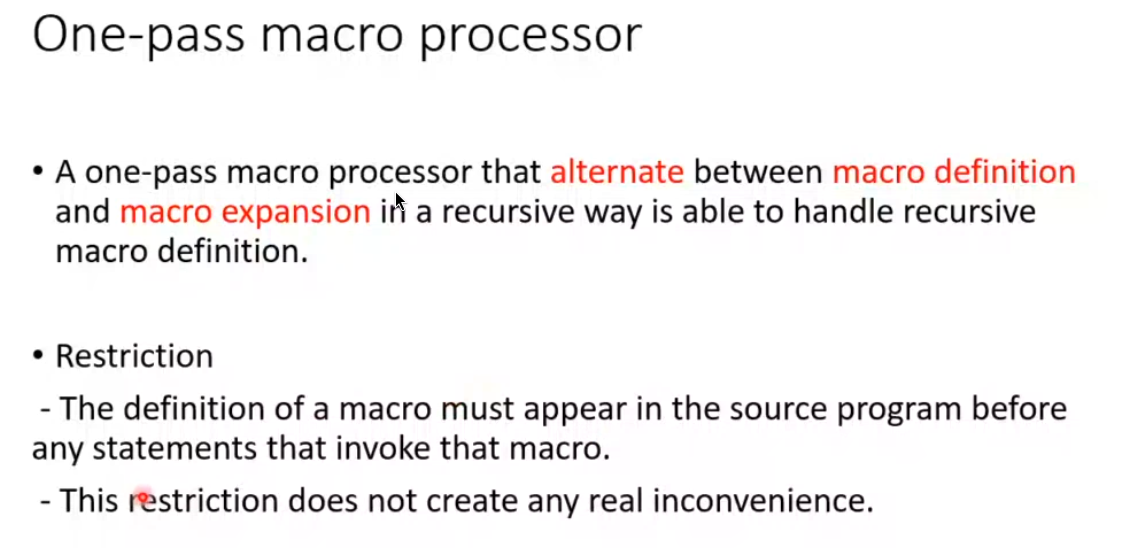 One-pass macro processor
• A one-pass macro processor that alternate between macro definition
and macro expansion in a recursive way is able to handle recursive
macro definition.
• Restriction
- The definition of a macro must appear in the source program before
any statements that invoke that macro.
- This restriction does not create any real inconvenience.